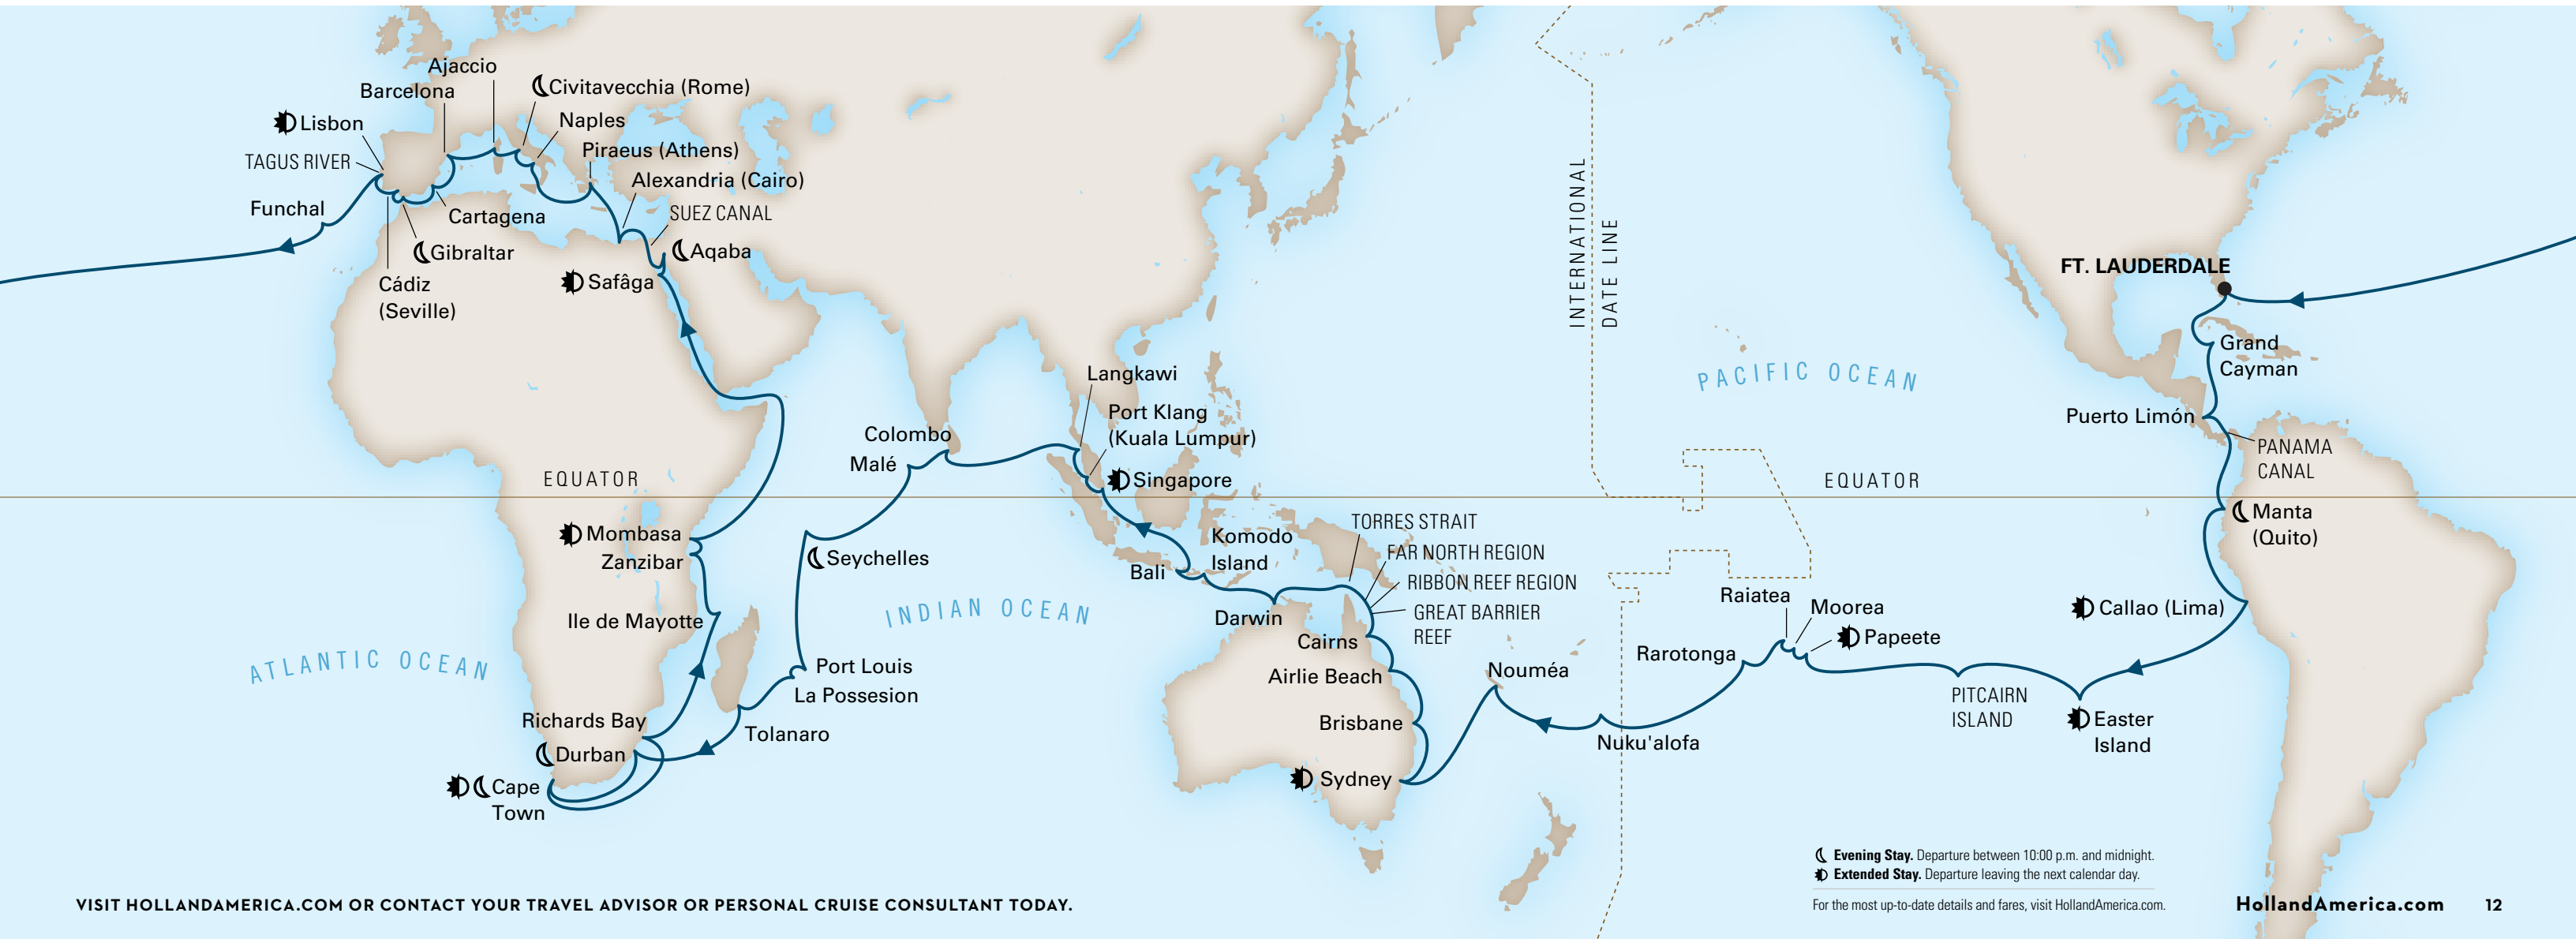 Ajaccio
Barcelona
Civitavecchia (Rome)
Lisbon
Naples
TAGUS RIVER
Piraeus (Athens)
Alexandria (Cairo)
Funchal
Cartagena
SUEZ CANAL
Gibraltar
Aqaba
Cádiz
(Seville)
Safâga
Langkawi
Port Klang
(Kuala Lumpur)
Colombo
Malé
Singapore
EQUATOR
Mombasa
Zanzibar
Seychelles
Ile de Mayotte
INDIAN OCEAN
ATLANTIC OCEAN
Port Louis
La Possesion
Richards Bay
Tolanaro
Durban
Cape
Town
Komodo
Island
Bali
Darwin
TORRES STRAIT
FAR NORTH REGION
RIBBON REEF REGION
GREAT BARRIER
REEF
Cairns
Airlie Beach
Brisbane
Sydney
Nouméa
INTERNATIONAL
DATE LINE
PACIFIC OCEAN
EQUATOR
Raiatea
Moorea
Papeete
Rarotonga
Nuku'alofa
PITCAIRN
ISLAND
Easter
Island
FT. LAUDERDALE
Grand
Cayman
Puerto Limón
PANAMA
CANAL
Manta
(Quito)
Callao (Lima)
Evening Stay. Departure between 10:00 p.m. and midnight.
Extended Stay. Departure leaving the next calendar day.
For the most up-to-date details and fares, visit HollandAmerica.com.
VISIT HOLLANDAMERICA.COM OR CONTACT YOUR TRAVEL ADVISOR OR PERSONAL CRUISE CONSULTANT TODAY.
HollandAmerica.com 12